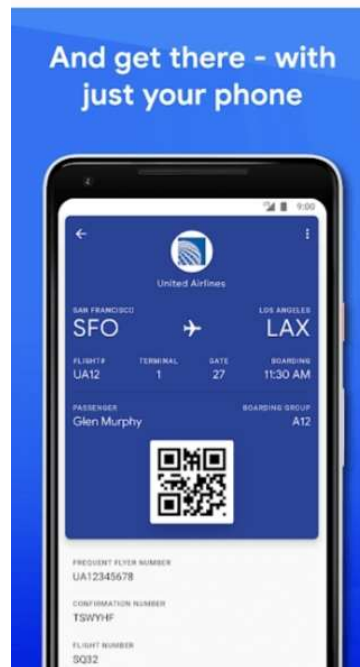 And get there - with
just your phone
9:00
United Airlines
SAN FRANCISCO LOS ANGELES
SFO LAX
FLIGHT# TERMINAL GATE BOARDING
UA12 1 27 11:30 AM
PASSENGER BOARDING GROUP
Glen Murphy A12
FREQUENT FLYER NUMBER
UA12345678
CONFIRMATION NUMBER
TSWYHF
FLIGHT NUMBER
SQ32